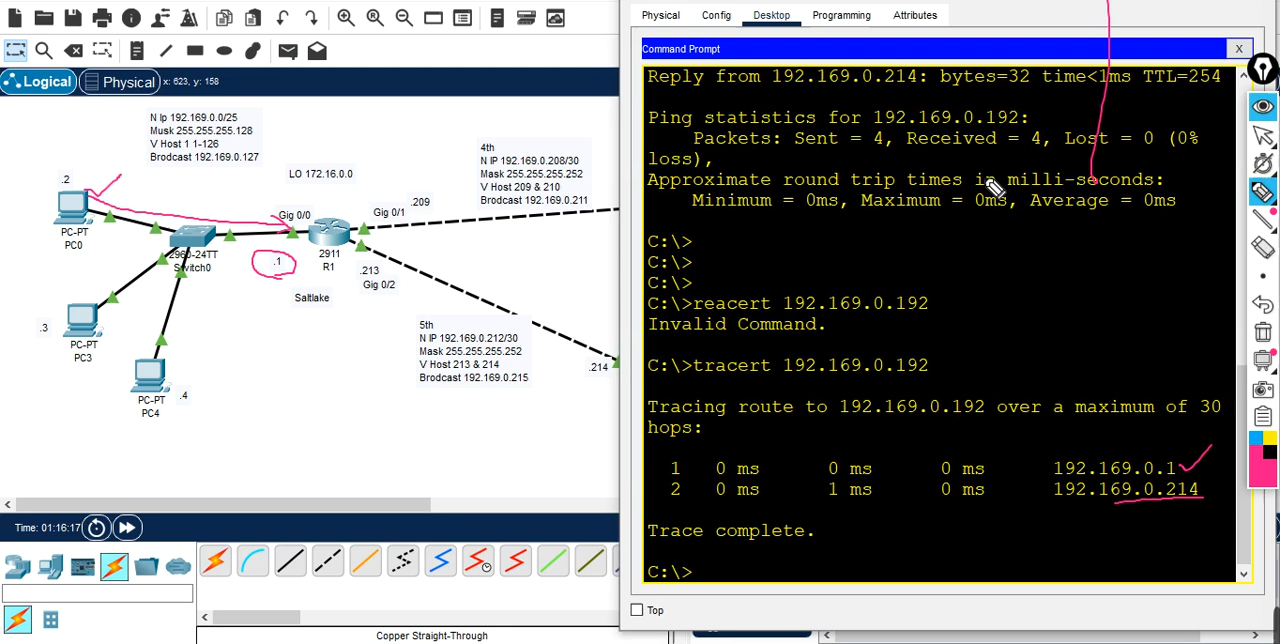 Logical
Physical
x: 623, y: 158
N Ip 192.169.0.0/25
Musk 255.255.255.128
V Host 1 1-126
Brodcast 192.169.0.127
.2
PC-PT
PC0
2960-24TT
Switch0
.3
PC-PT
PC3
PC-PT
PC4
.4
LO 172.16.0.0
Gig 0/0
.1
2911
R1
Saltlake
Gig 0/1
.209
.213
Gig 0/2
4th
N IP 192.169.0.208/30
Mask 255.255.255.252
V Host 209 & 210
Brodcast 192.169.0.211
5th
N IP 192.169.0.212/30
Mask 255.255.255.252
V Host 213 & 214
Brodcast 192.169.0.215
.214
Time: 01:16:17
Copper Straight-Through
Physical
Config
Desktop
Programming
Attributes
Command Prompt
X
Reply from 192.169.0.214: bytes=32 time<1ms TTL=254
Ping statistics for 192.169.0.192:
Packets: Sent = 4, Received = 4, Lost = 0 (0%
loss),
Approximate round trip times in milli-seconds:
Minimum = 0ms, Maximum = 0ms, Average = 0ms
C:\>
C:\>
C:\>
C:\>reacert 192.169.0.192
Invalid Command.
C:\>tracert 192.169.0.192
Tracing route to 192.169.0.192 over a maximum of 30
hops:
1 0 ms 0 ms 0 ms 192.169.0.1
2 0 ms 1 ms 0 ms 192.169.0.214
Trace complete.
C:\>
Top